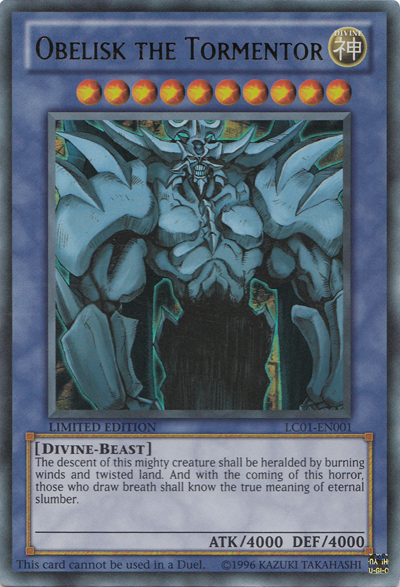 OBELISK THE TORMENTOR
DIVINE
神
LIMITED EDITION
LC01-EN001
[DIVINE-BEAST]
The descent of this mighty creature shall be heralded by burning
winds and twisted land. And with the coming of this horror,
those who draw breath shall know the true meaning of eternal
slumber.
ATK/4000 DEF/4000
This card cannot be used in a Duel.
©1996 KAZUKI TAKAHASHI